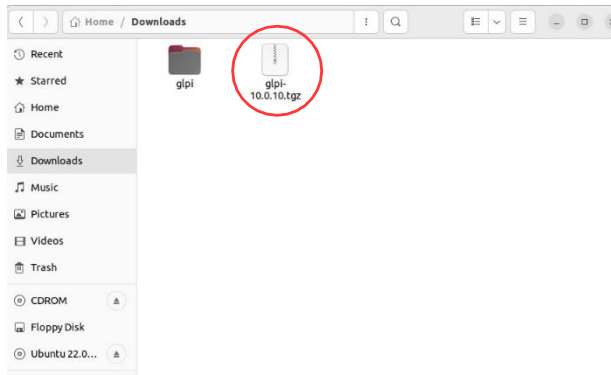 Home / Downloads
Recent
Starred
Home
Documents
Downloads
Music
Pictures
Videos
Trash
CDROM
Floppy Disk
Ubuntu 22.0...
glpi
glpi-
10.0.10.tgz